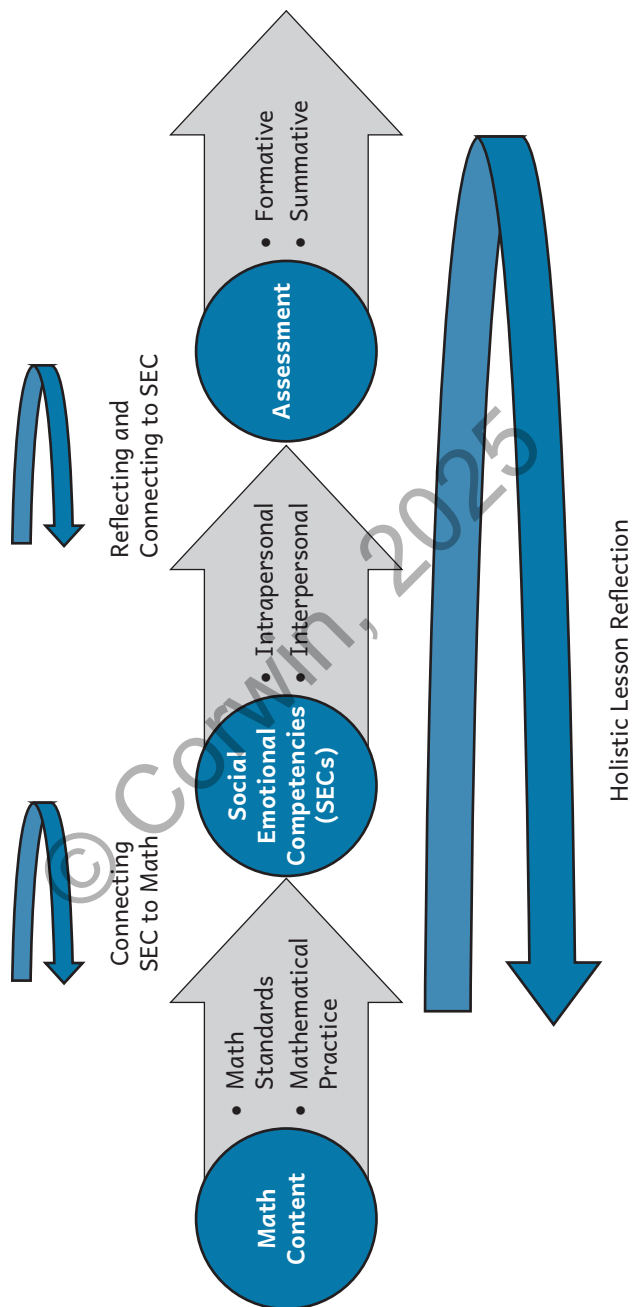 Connecting
SEC to Math
Reflecting and
Connecting to SEC
Math
Content
• Math
Standards
• Mathematical
Practice
Social
Emotional
Competencies
(SECs)
• Intrapersonal
• Interpersonal
Assessment
• Formative
• Summative
Holistic Lesson Reflection
© Corwin, 2025